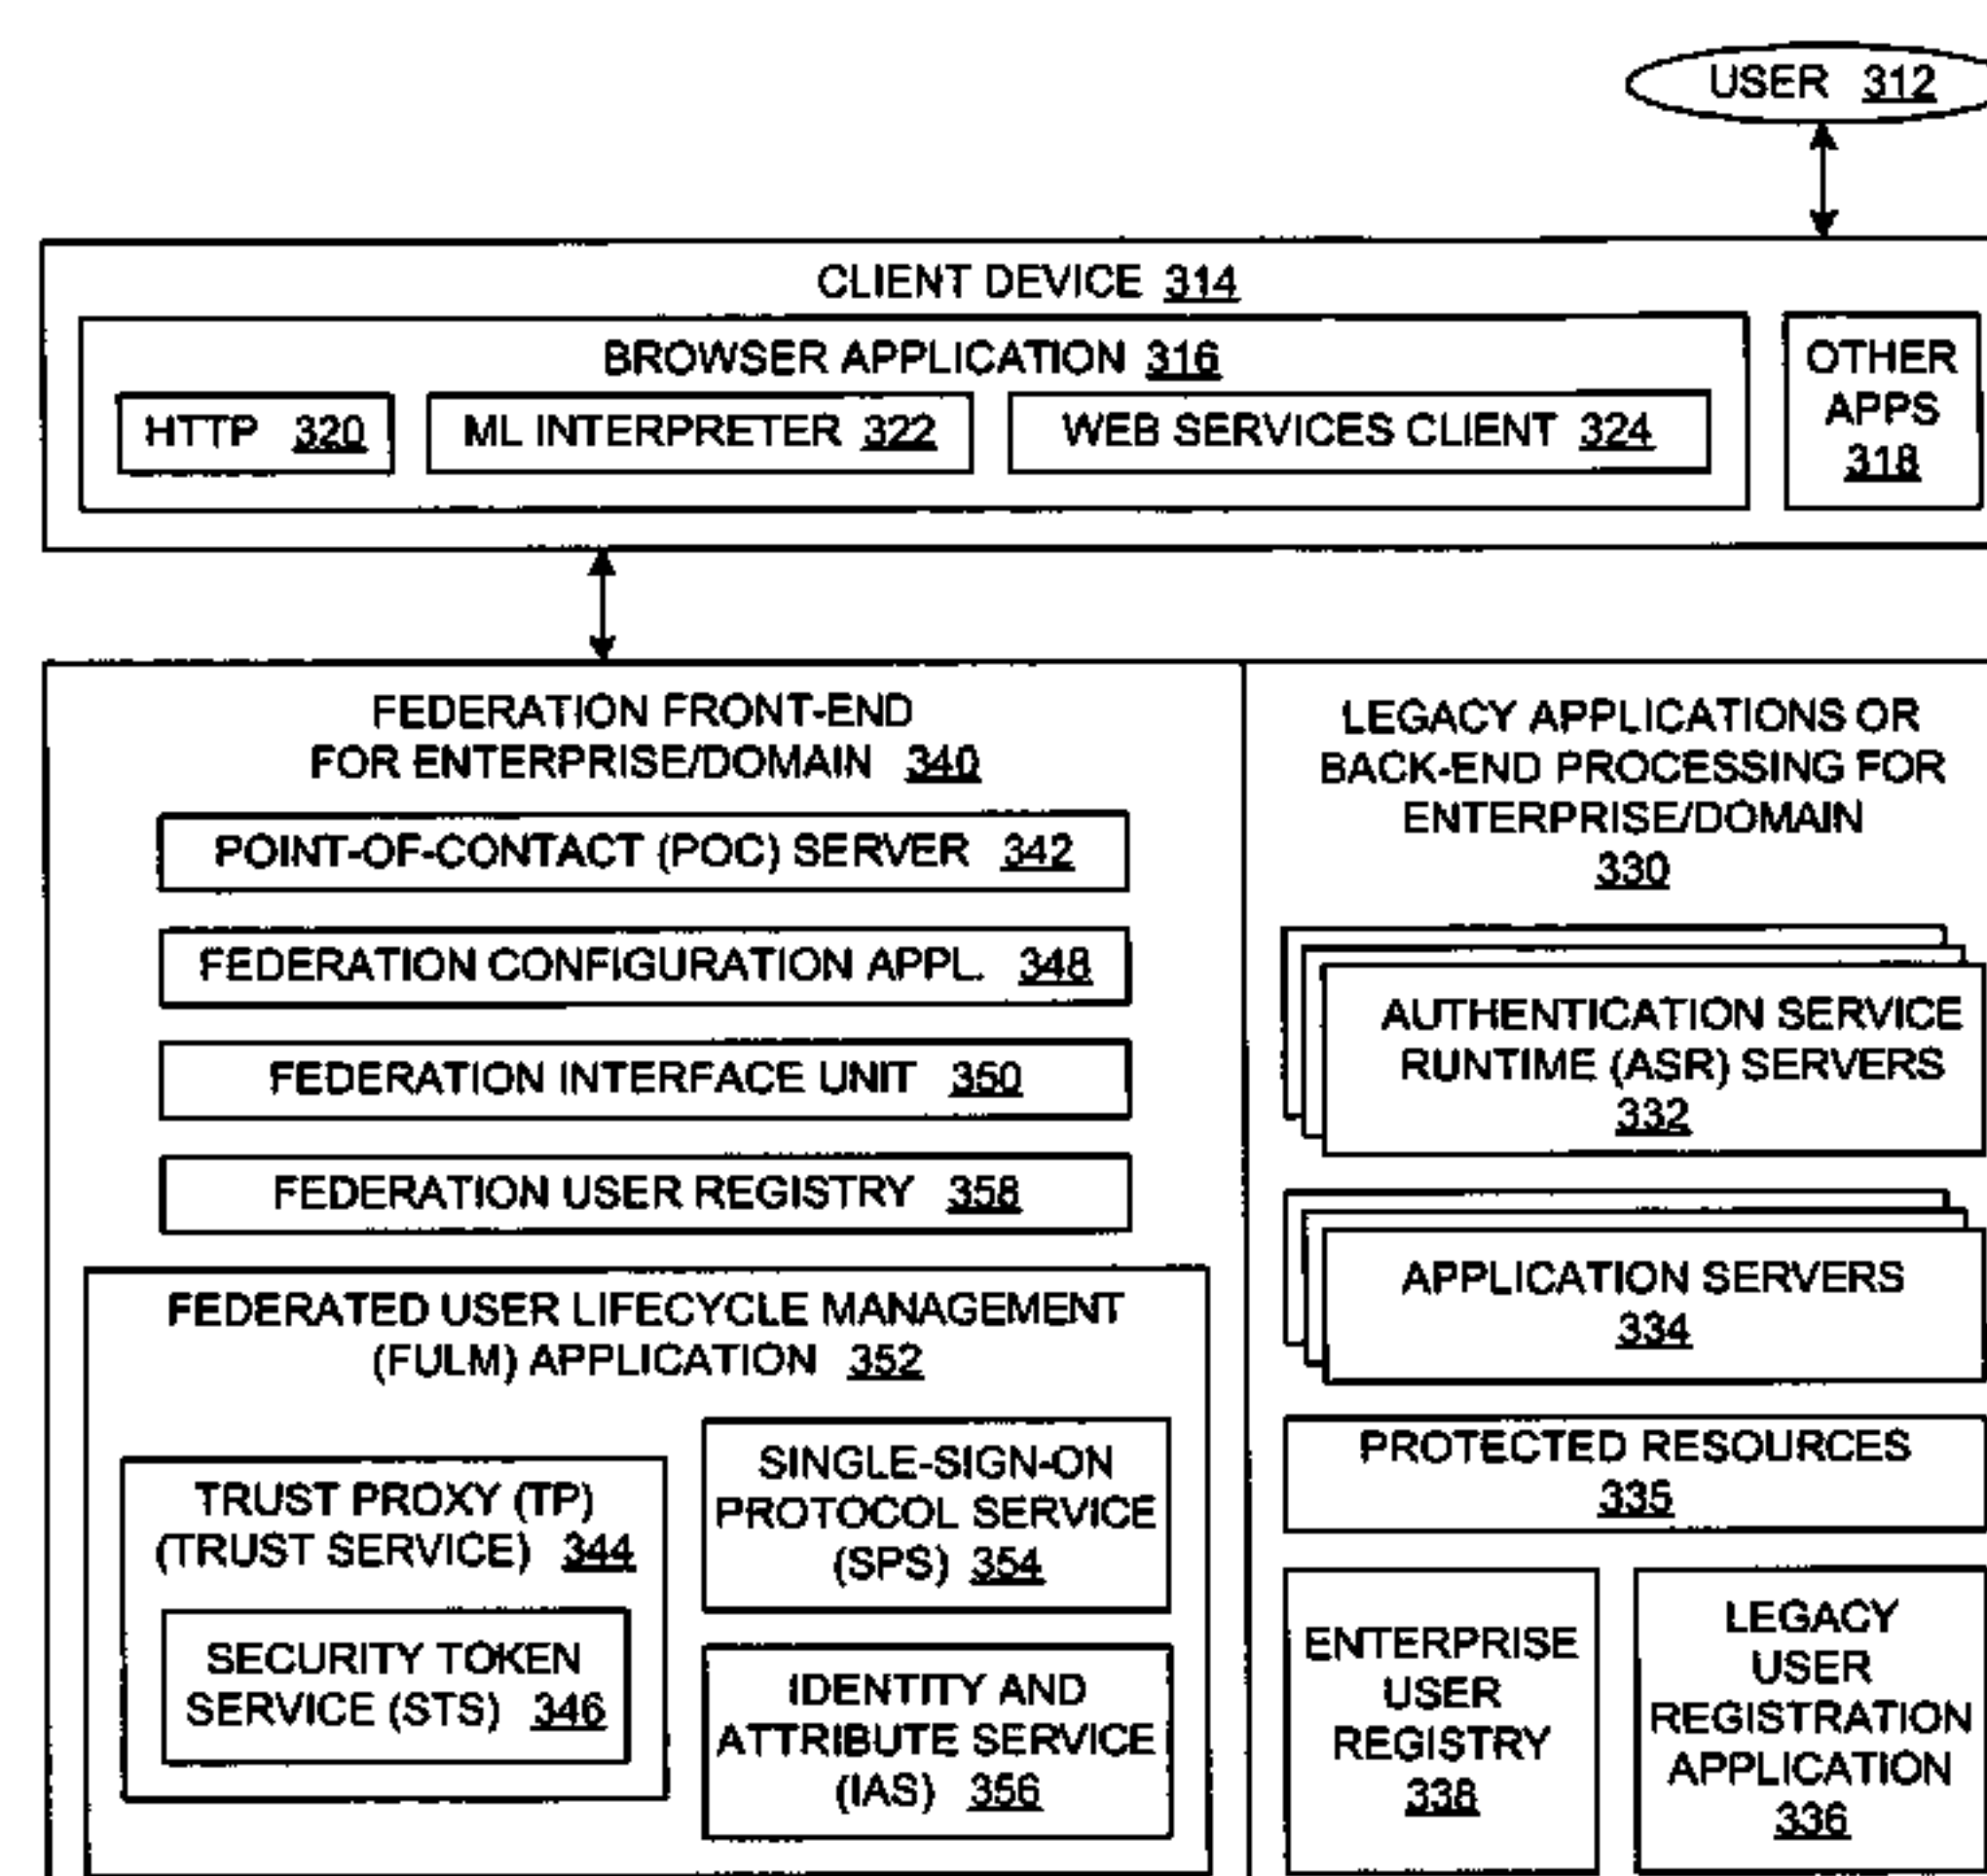 USER 312
CLIENT DEVICE 314
BROWSER APPLICATION 316
HTTP 320
ML INTERPRETER 322
WEB SERVICES CLIENT 324
OTHER
APPS
318
FEDERATION FRONT-END
FOR ENTERPRISE/DOMAIN 340
POINT-OF-CONTACT (POC) SERVER 342
FEDERATION CONFIGURATION APPL. 348
FEDERATION INTERFACE UNIT 350
FEDERATION USER REGISTRY 358
FEDERATED USER LIFECYCLE MANAGEMENT
(FULM) APPLICATION 352
TRUST PROXY (TP)
(TRUST SERVICE) 344
SECURITY TOKEN
SERVICE (STS) 346
SINGLE-SIGN-ON
PROTOCOL SERVICE
(SPS) 354
IDENTITY AND
ATTRIBUTE SERVICE
(IAS) 356
LEGACY APPLICATIONS OR
BACK-END PROCESSING FOR
ENTERPRISE/DOMAIN
330
AUTHENTICATION SERVICE
RUNTIME (ASR) SERVERS
332
APPLICATION SERVERS
334
PROTECTED RESOURCES
335
ENTERPRISE
USER
REGISTRY
338
LEGACY
USER
REGISTRATION
APPLICATION
336